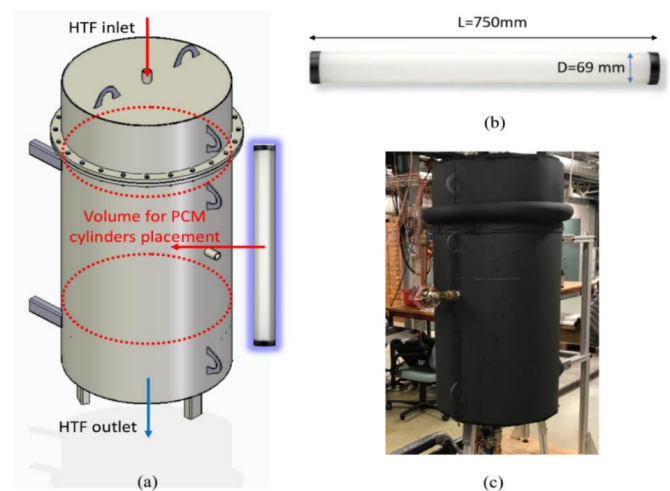 HTF inlet
Volume for PCM
cylinders placement
HTF outlet
(a)
L=750mm
D=69 mm
(b)
(c)